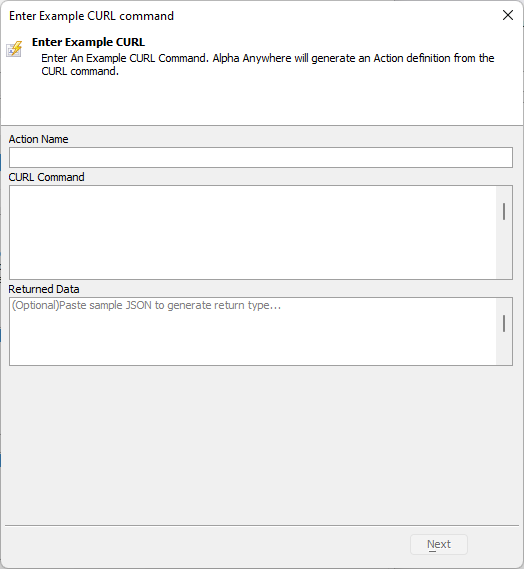 Enter Example CURL command
Enter Example CURL
Enter An Example CURL Command. Alpha Anywhere will generate an Action definition from the
CURL command.
Action Name
CURL Command
Returned Data
(Optional)Paste sample JSON to generate return type...
Next